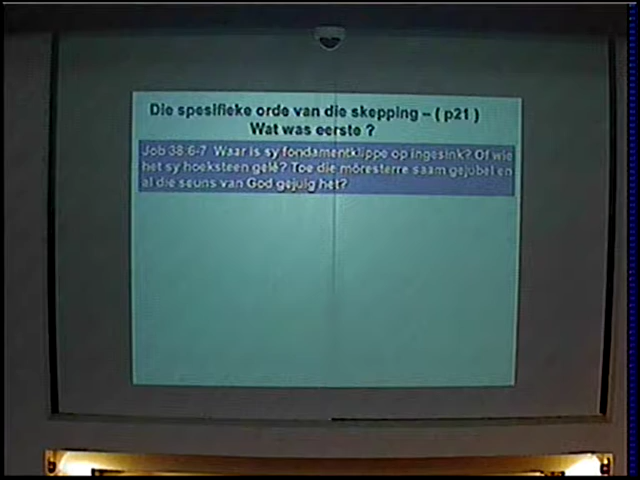 Die spesifieke orde van die skepping – ( p21 )
Wat was eerste ?
Job 38:6-7 Waar is sy fondamentklippe op ingesink? Of wie
het sy hoeksteen gelê? Toe die môresterre saam gejubel en
al die seuns van God gejuig het?